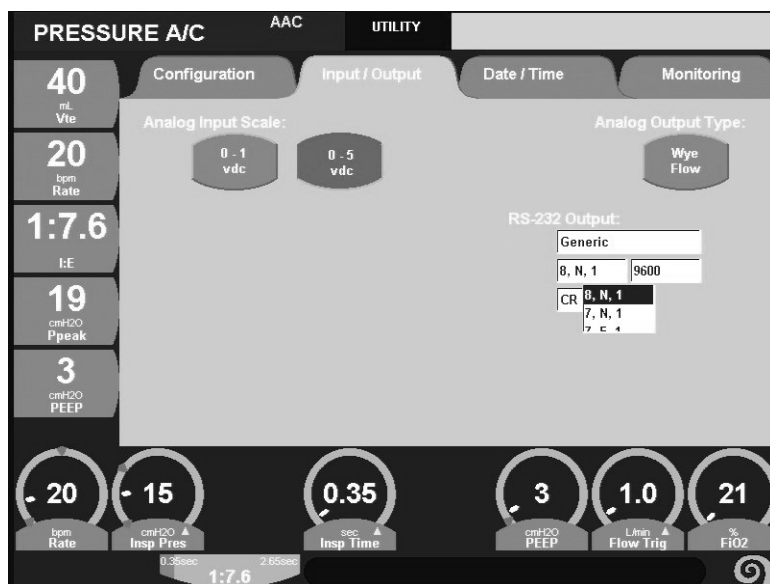 PRESSURE A/C
AAC
UTILITY
Configuration
Input / Output
Date / Time
Monitoring
40
mL
Vte
20
bpm
Rate
1:7.6
I:E
19
cmH2O
Ppeak
3
cmH2O
PEEP
Analog Input Scale:
0 - 1
vdc
0 - 5
vdc
Analog Output Type:
Wye
Flow
RS-232 Output:
Generic
8, N, 1
9600
CR
8, N, 1
7, N, 1
7, E, 1
20
bpm
Rate
15
cmH2O
Insp Pres
0.35
sec
Insp Time
3
cmH2O
PEEP
1.0
L/min
Flow Trig
21
%
FiO2
0.35sec
2.65sec
1:7.6